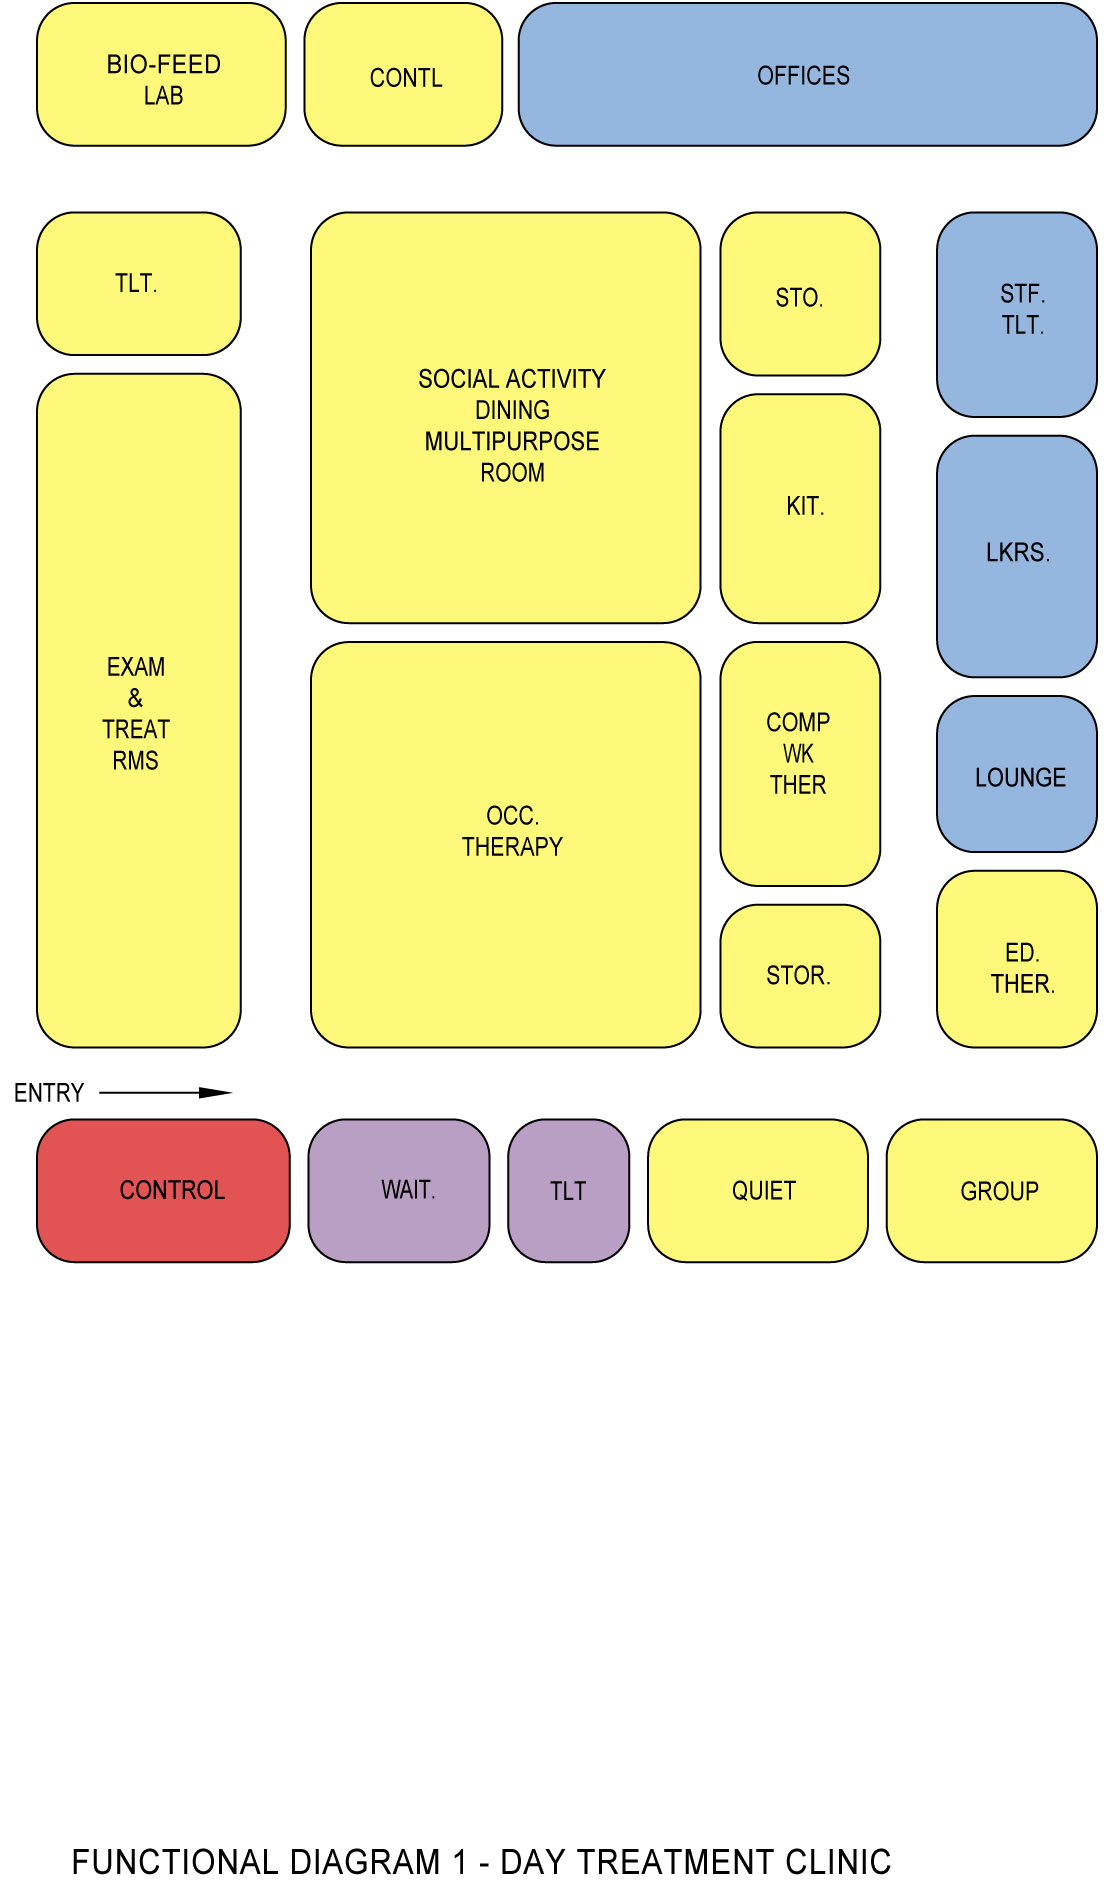 BIO-FEED
LAB
CONTL
OFFICES
TLT.
SOCIAL ACTIVITY
DINING
MULTIPURPOSE
ROOM
STO.
STF.
TLT.
KIT.
LKRS.
EXAM
&
TREAT
RMS
OCC.
THERAPY
COMP
WK
THER
LOUNGE
STOR.
ED.
THER.
ENTRY
CONTROL
WAIT.
TLT
QUIET
GROUP
FUNCTIONAL DIAGRAM 1 - DAY TREATMENT CLINIC